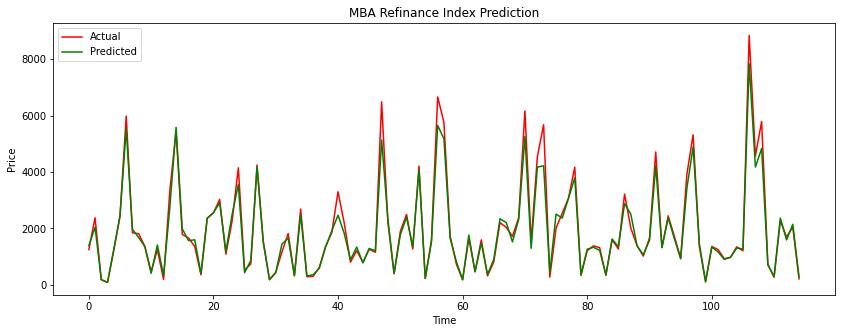 MBA Refinance Index Prediction
Actual
Predicted
Price
8000
6000
4000
2000
0
0 20 40 60 80 100
Time